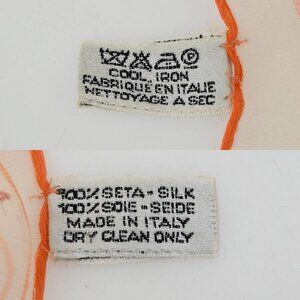 P
COOL IRON
FABRIQUE EN ITALIE
NETTOYAGE A SEC
100% SETA - SILK
100% SOIE - SEIDE
MADE IN ITALY
DRY CLEAN ONLY